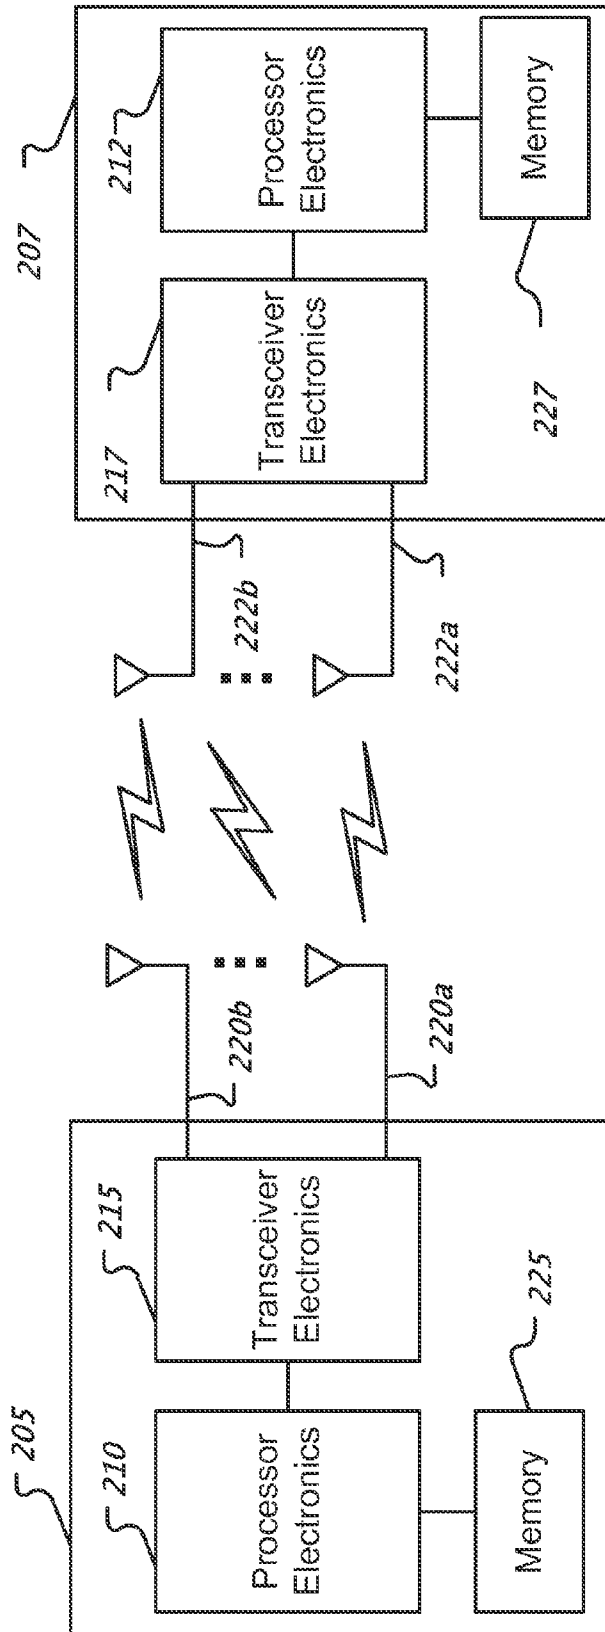 205
207
210
Processor
Electronics
215
Transceiver
Electronics
220b
220a
222b
222a
217
Transceiver
Electronics
212
Processor
Electronics
Memory
225
Memory
227